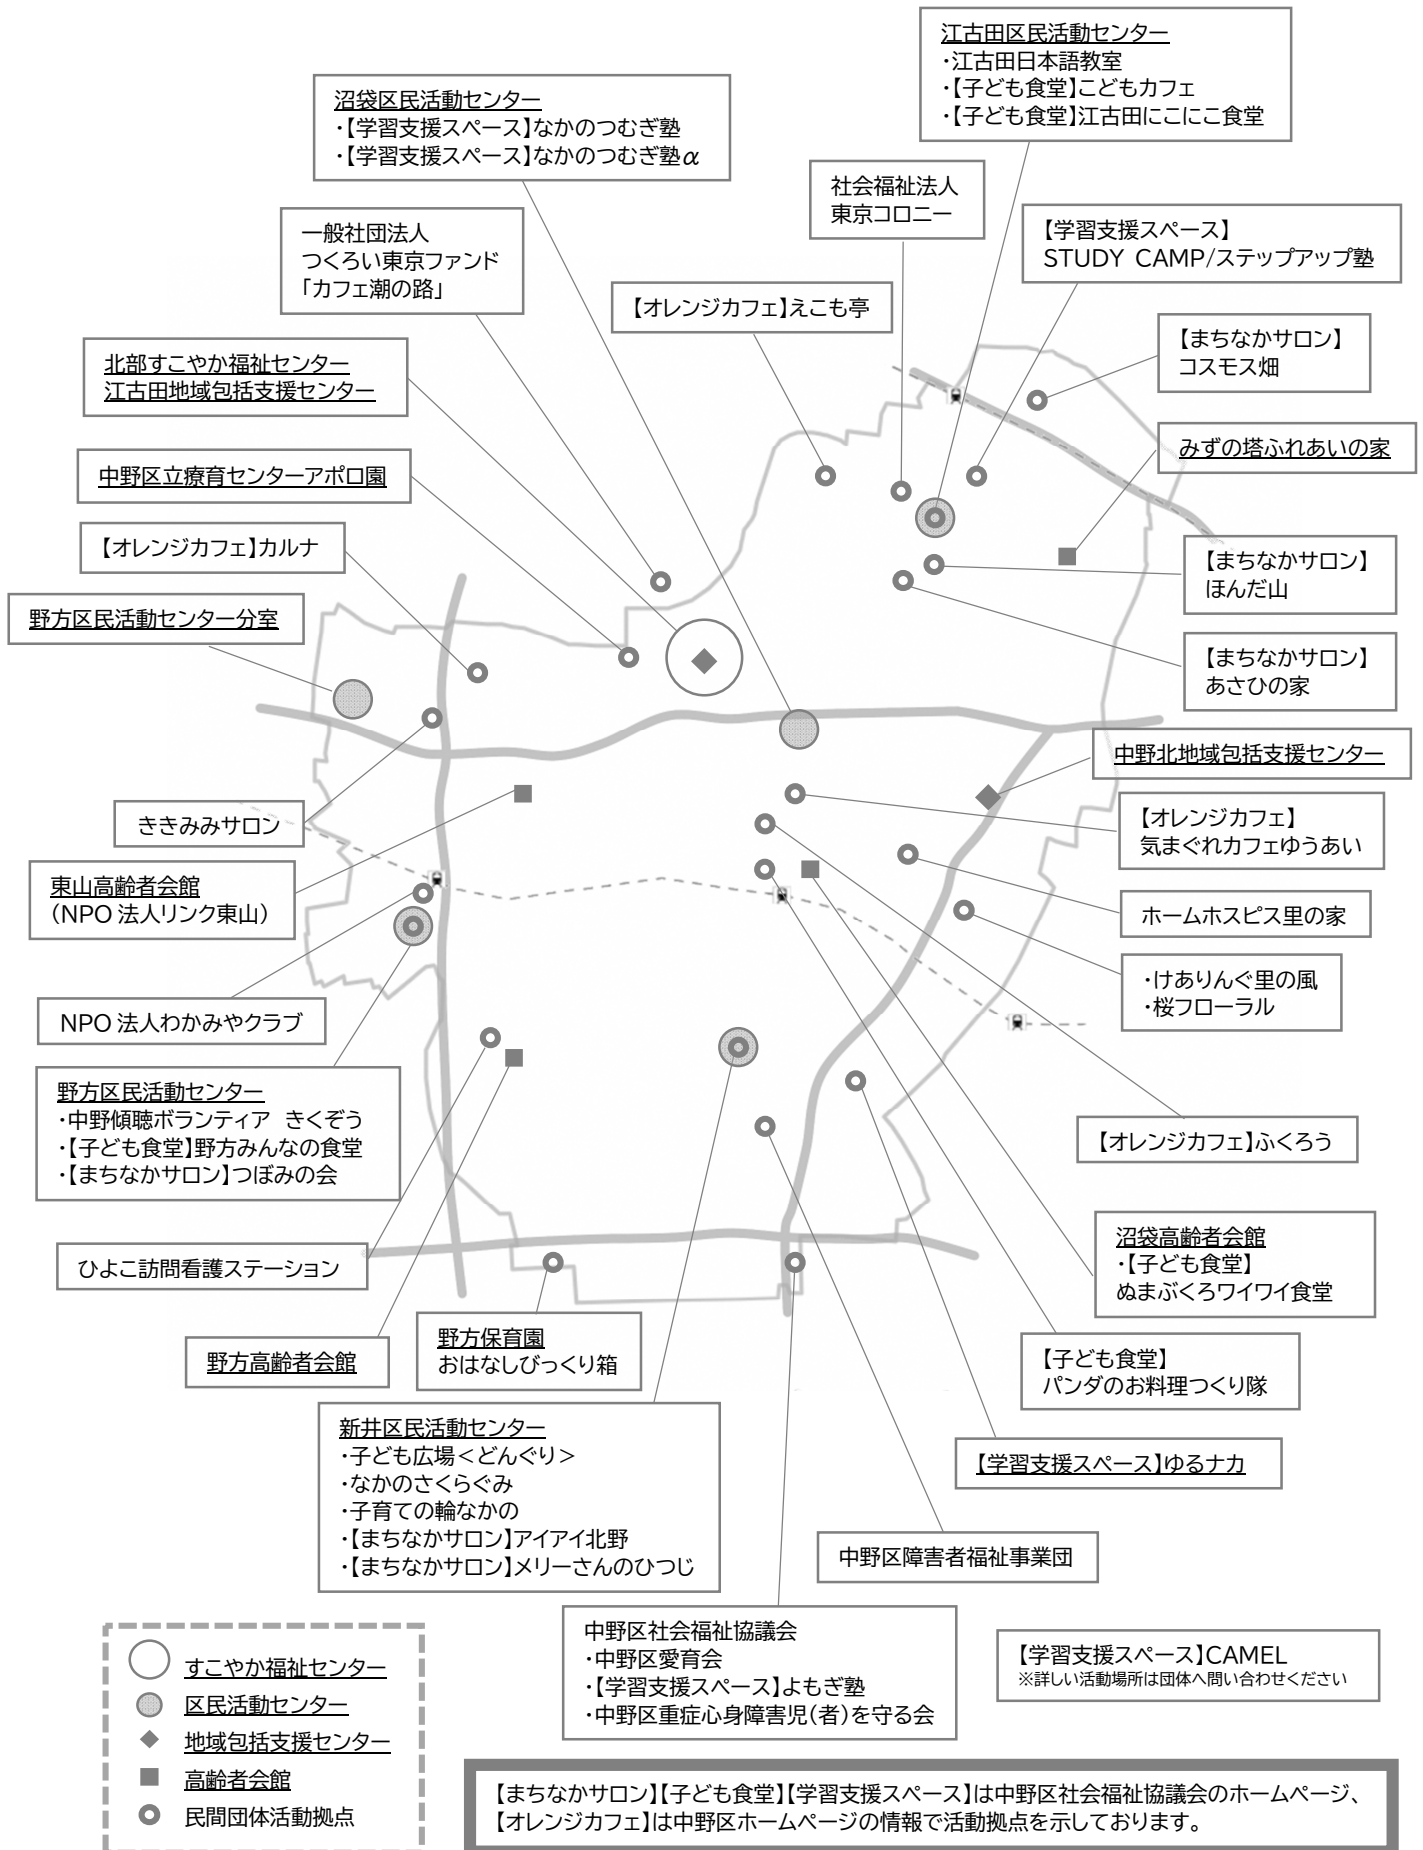 江古田区民活動センター
・江古田日本語教室
・【子ども食堂】こどもカフェ
・【子ども食堂】江古田にこにこ食堂
沼袋区民活動センター
・【学習支援スペース】なかのつむぎ塾
・【学習支援スペース】なかのつむぎ塾α
社会福祉法人
東京コロニー
一般社団法人
つくろい東京ファンド
「カフェ潮の路」
【学習支援スペース】
STUDY CAMP/ステップアップ塾
【オレンジカフェ】えこも亭
【まちなかサロン】
コスモス畑
北部すこやか福祉センター
江古田地域包括支援センター
みずの塔ふれあいの家
中野区立療育センターアポロ園
【オレンジカフェ】カルナ
【まちなかサロン】
ほんだ山
野方区民活動センター分室
【まちなかサロン】
あさひの家
中野北地域包括支援センター
ききみみサロン
【オレンジカフェ】
気まぐれカフェゆうあい
東山高齢者会館
（NPO 法人リンク東山）
ホームホスピス里の家
・けありんぐ里の風
・桜フローラル
NPO 法人わかみやクラブ
野方区民活動センター
・中野傾聴ボランティア　きくぞう
・【子ども食堂】野方みんなの食堂
・【まちなかサロン】つぼみの会
【オレンジカフェ】ふくろう
ひよこ訪問看護ステーション
沼袋高齢者会館
・【子ども食堂】
ぬまぶくろワイワイ食堂
野方高齢者会館
野方保育園
おはなしびっくり箱
【子ども食堂】
パンダのお料理つくり隊
新井区民活動センター
・子ども広場＜どんぐり＞
・なかのさくらぐみ
・子育ての輪なかの
・【まちなかサロン】アイアイ北野
・【まちなかサロン】メリーさんのひつじ
【学習支援スペース】ゆるナカ
中野区障害者福祉事業団
中野区社会福祉協議会
・中野区愛育会
・【学習支援スペース】よもぎ塾
・中野区重症心身障害児（者）を守る会
【学習支援スペース】CAMEL
※詳しい活動場所は団体へ問い合わせください
すこやか福祉センター
区民活動センター
地域包括支援センター
高齢者会館
民間団体活動拠点
【まちなかサロン】【子ども食堂】【学習支援スペース】は中野区社会福祉協議会のホームページ、
【オレンジカフェ】は中野区ホームページの情報で活動拠点を示しております。